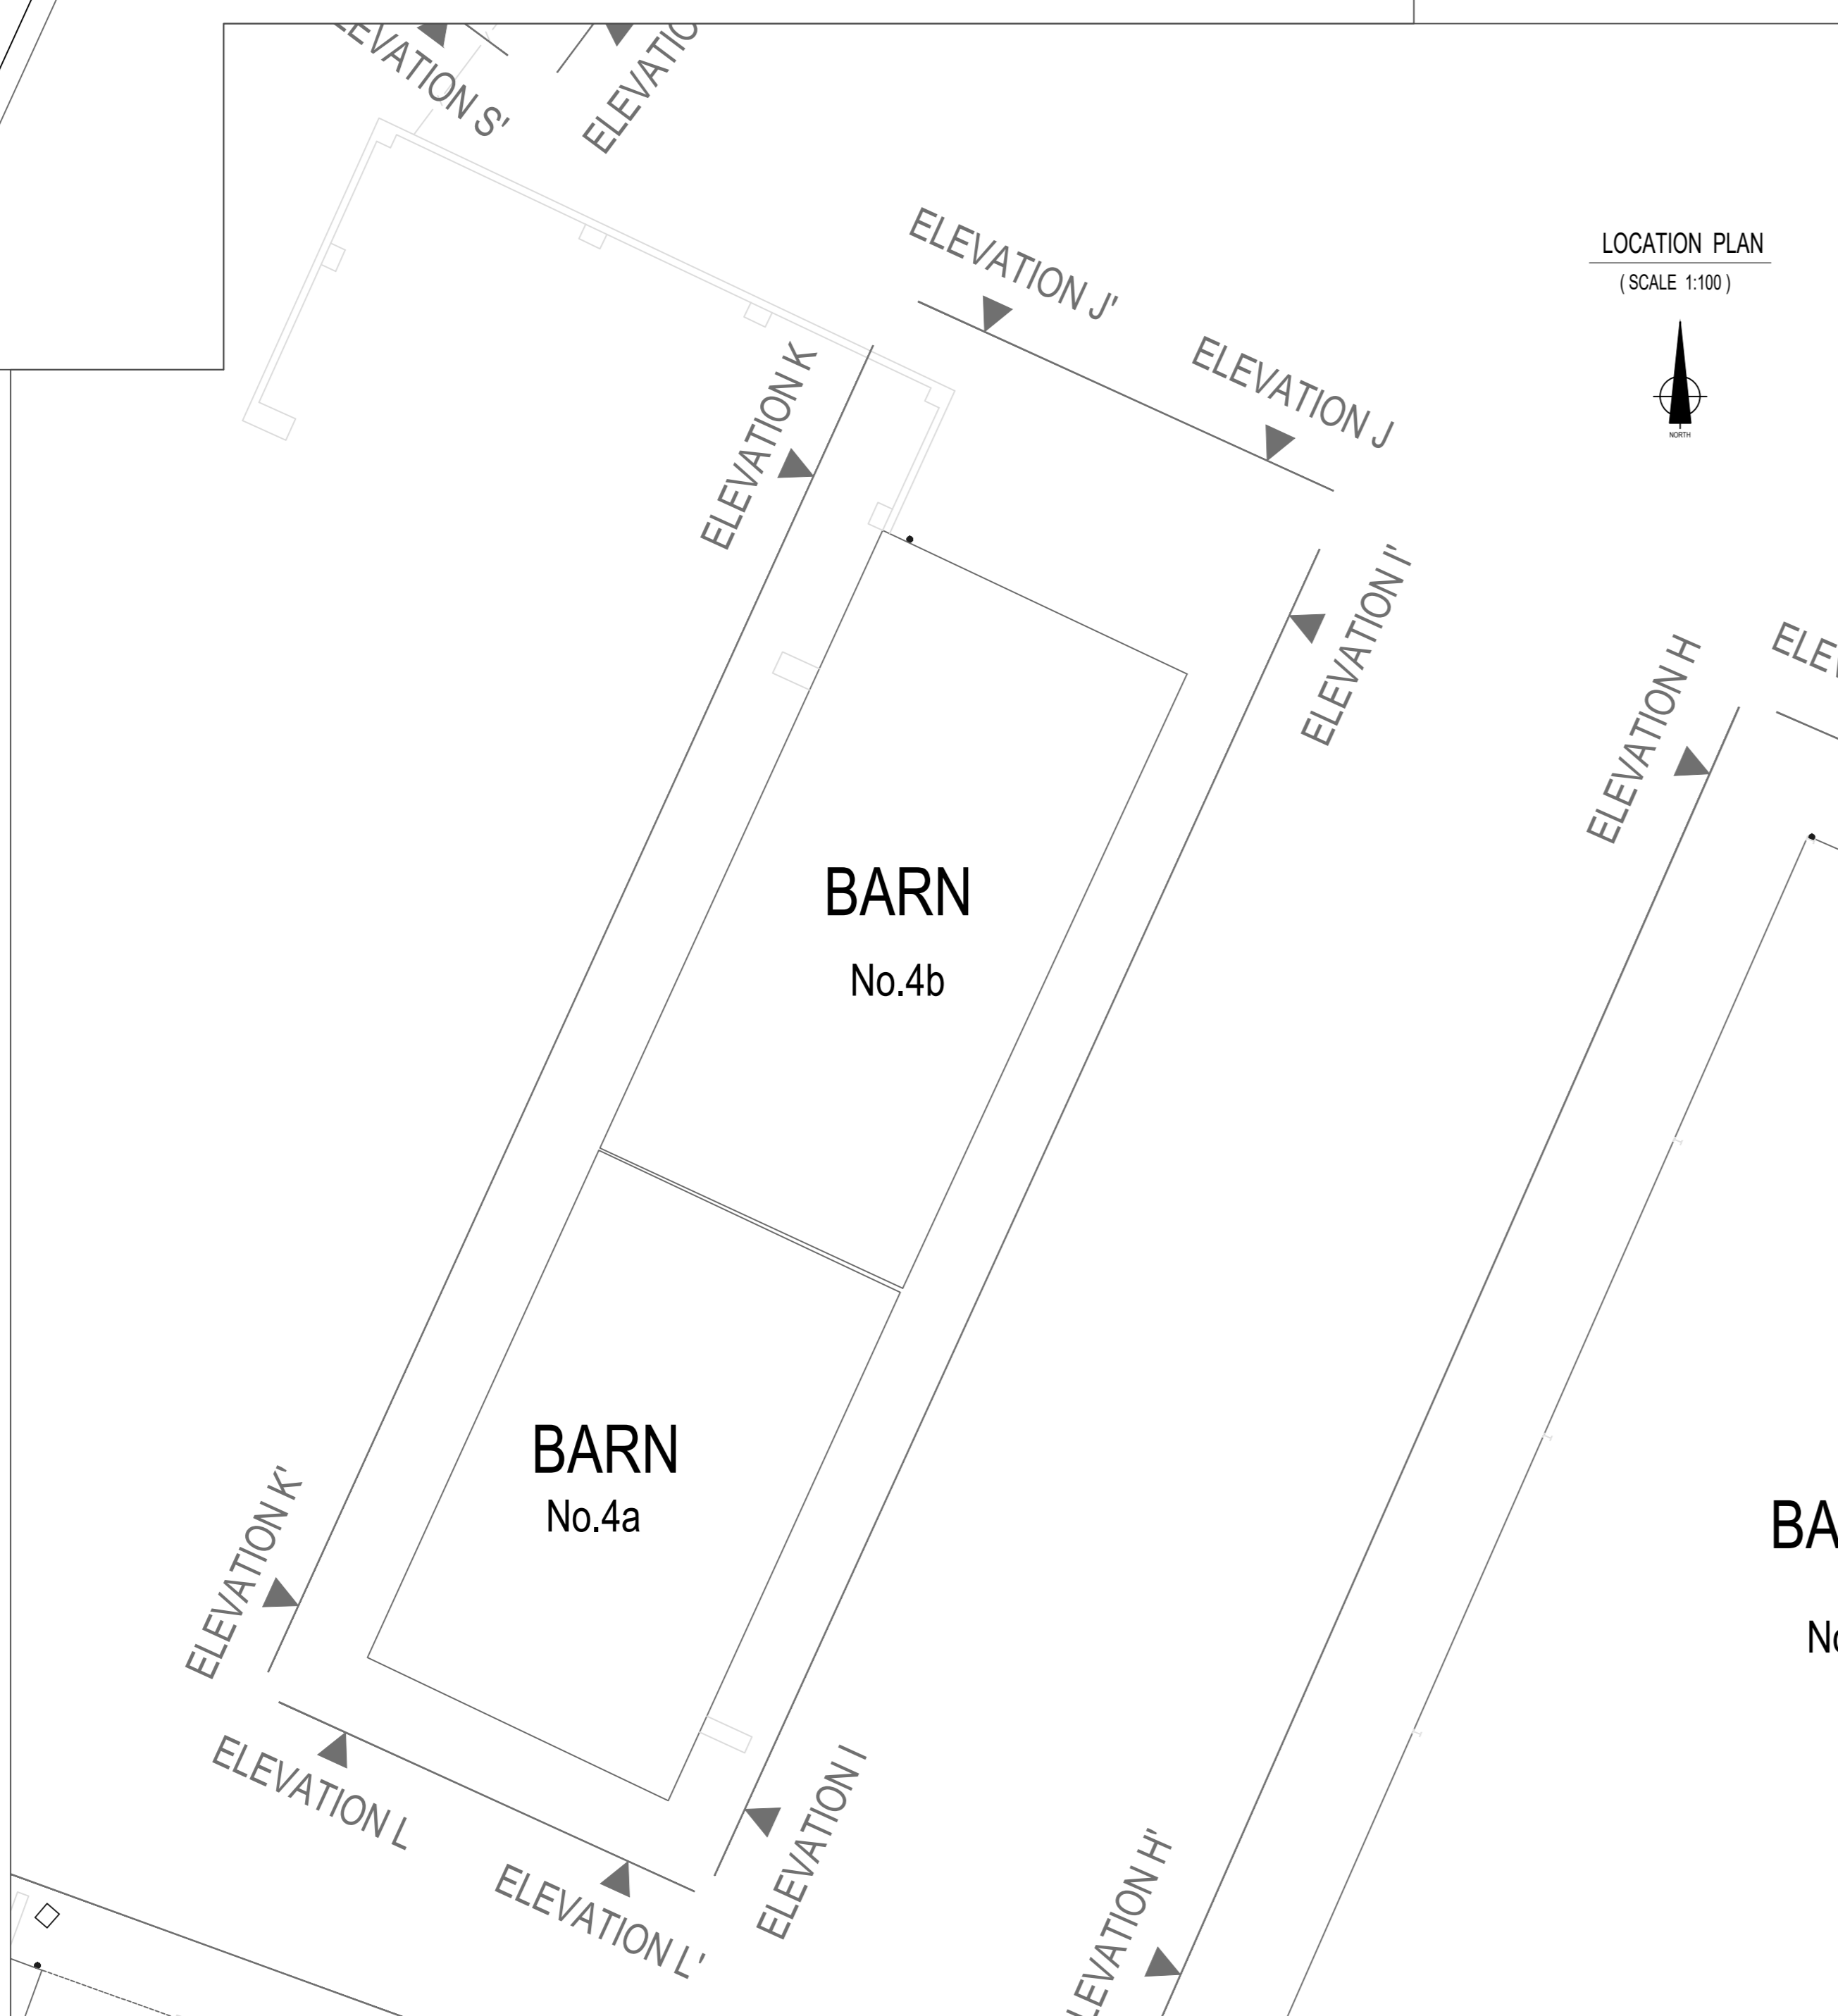 ELEVATION S'
ELEVATION J'
LOCATION PLAN
( SCALE 1:100 )
NORTH
ELEVATION J
ELEVATION K
ELEVATION I'
ELEVATION H
BARN
No.4b
BARN
No.4a
ELEVATION K'
ELEVATION L
ELEVATION I
ELEVATION L'
ELEVATION H'